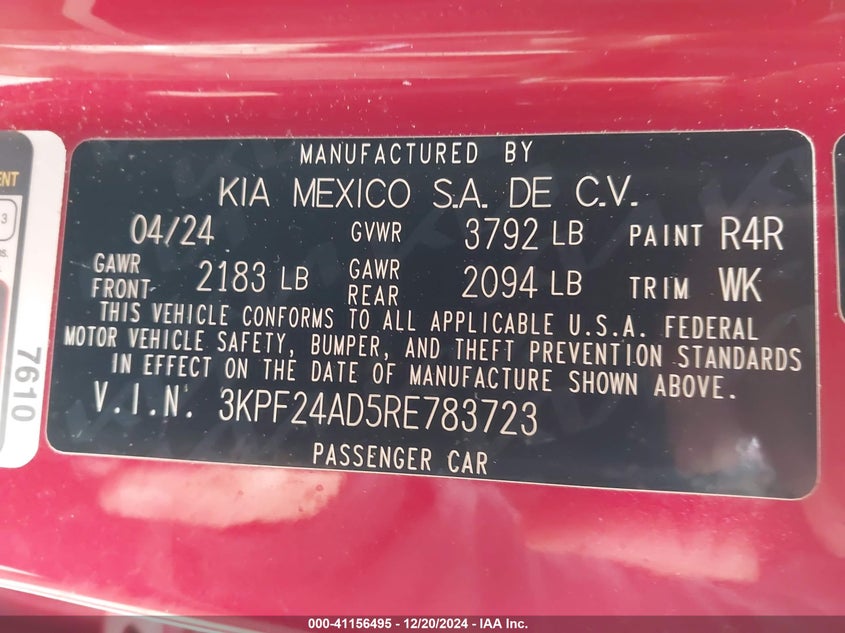 MANUFACTURED BY
KIA MEXICO S.A. DE C.V.
04/24 GVWR 3792 LB PAINT R4R
GAWR FRONT 2183 LB GAWR REAR 2094 LB TRIM WK
THIS VEHICLE CONFORMS TO ALL APPLICABLE U.S.A. FEDERAL
MOTOR VEHICLE SAFETY, BUMPER, AND THEFT PREVENTION STANDARDS
IN EFFECT ON THE DATE OF MANUFACTURE SHOWN ABOVE.
V.I.N. 3KPF24AD5RE783723
PASSENGER CAR
7610
3
000-41156495 - 12/20/2024 - IAA Inc.